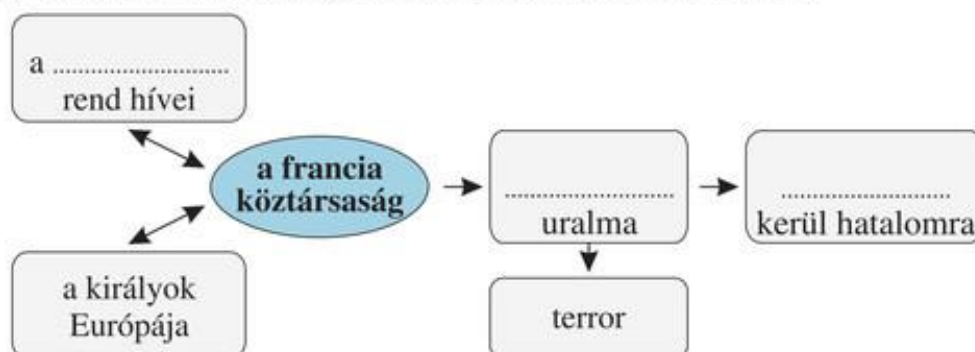 a ..............................
rend hívei
a francia
köztársaság
a királyok
Európája
.............................
uralma
terror
.............................
kerül hatalomra